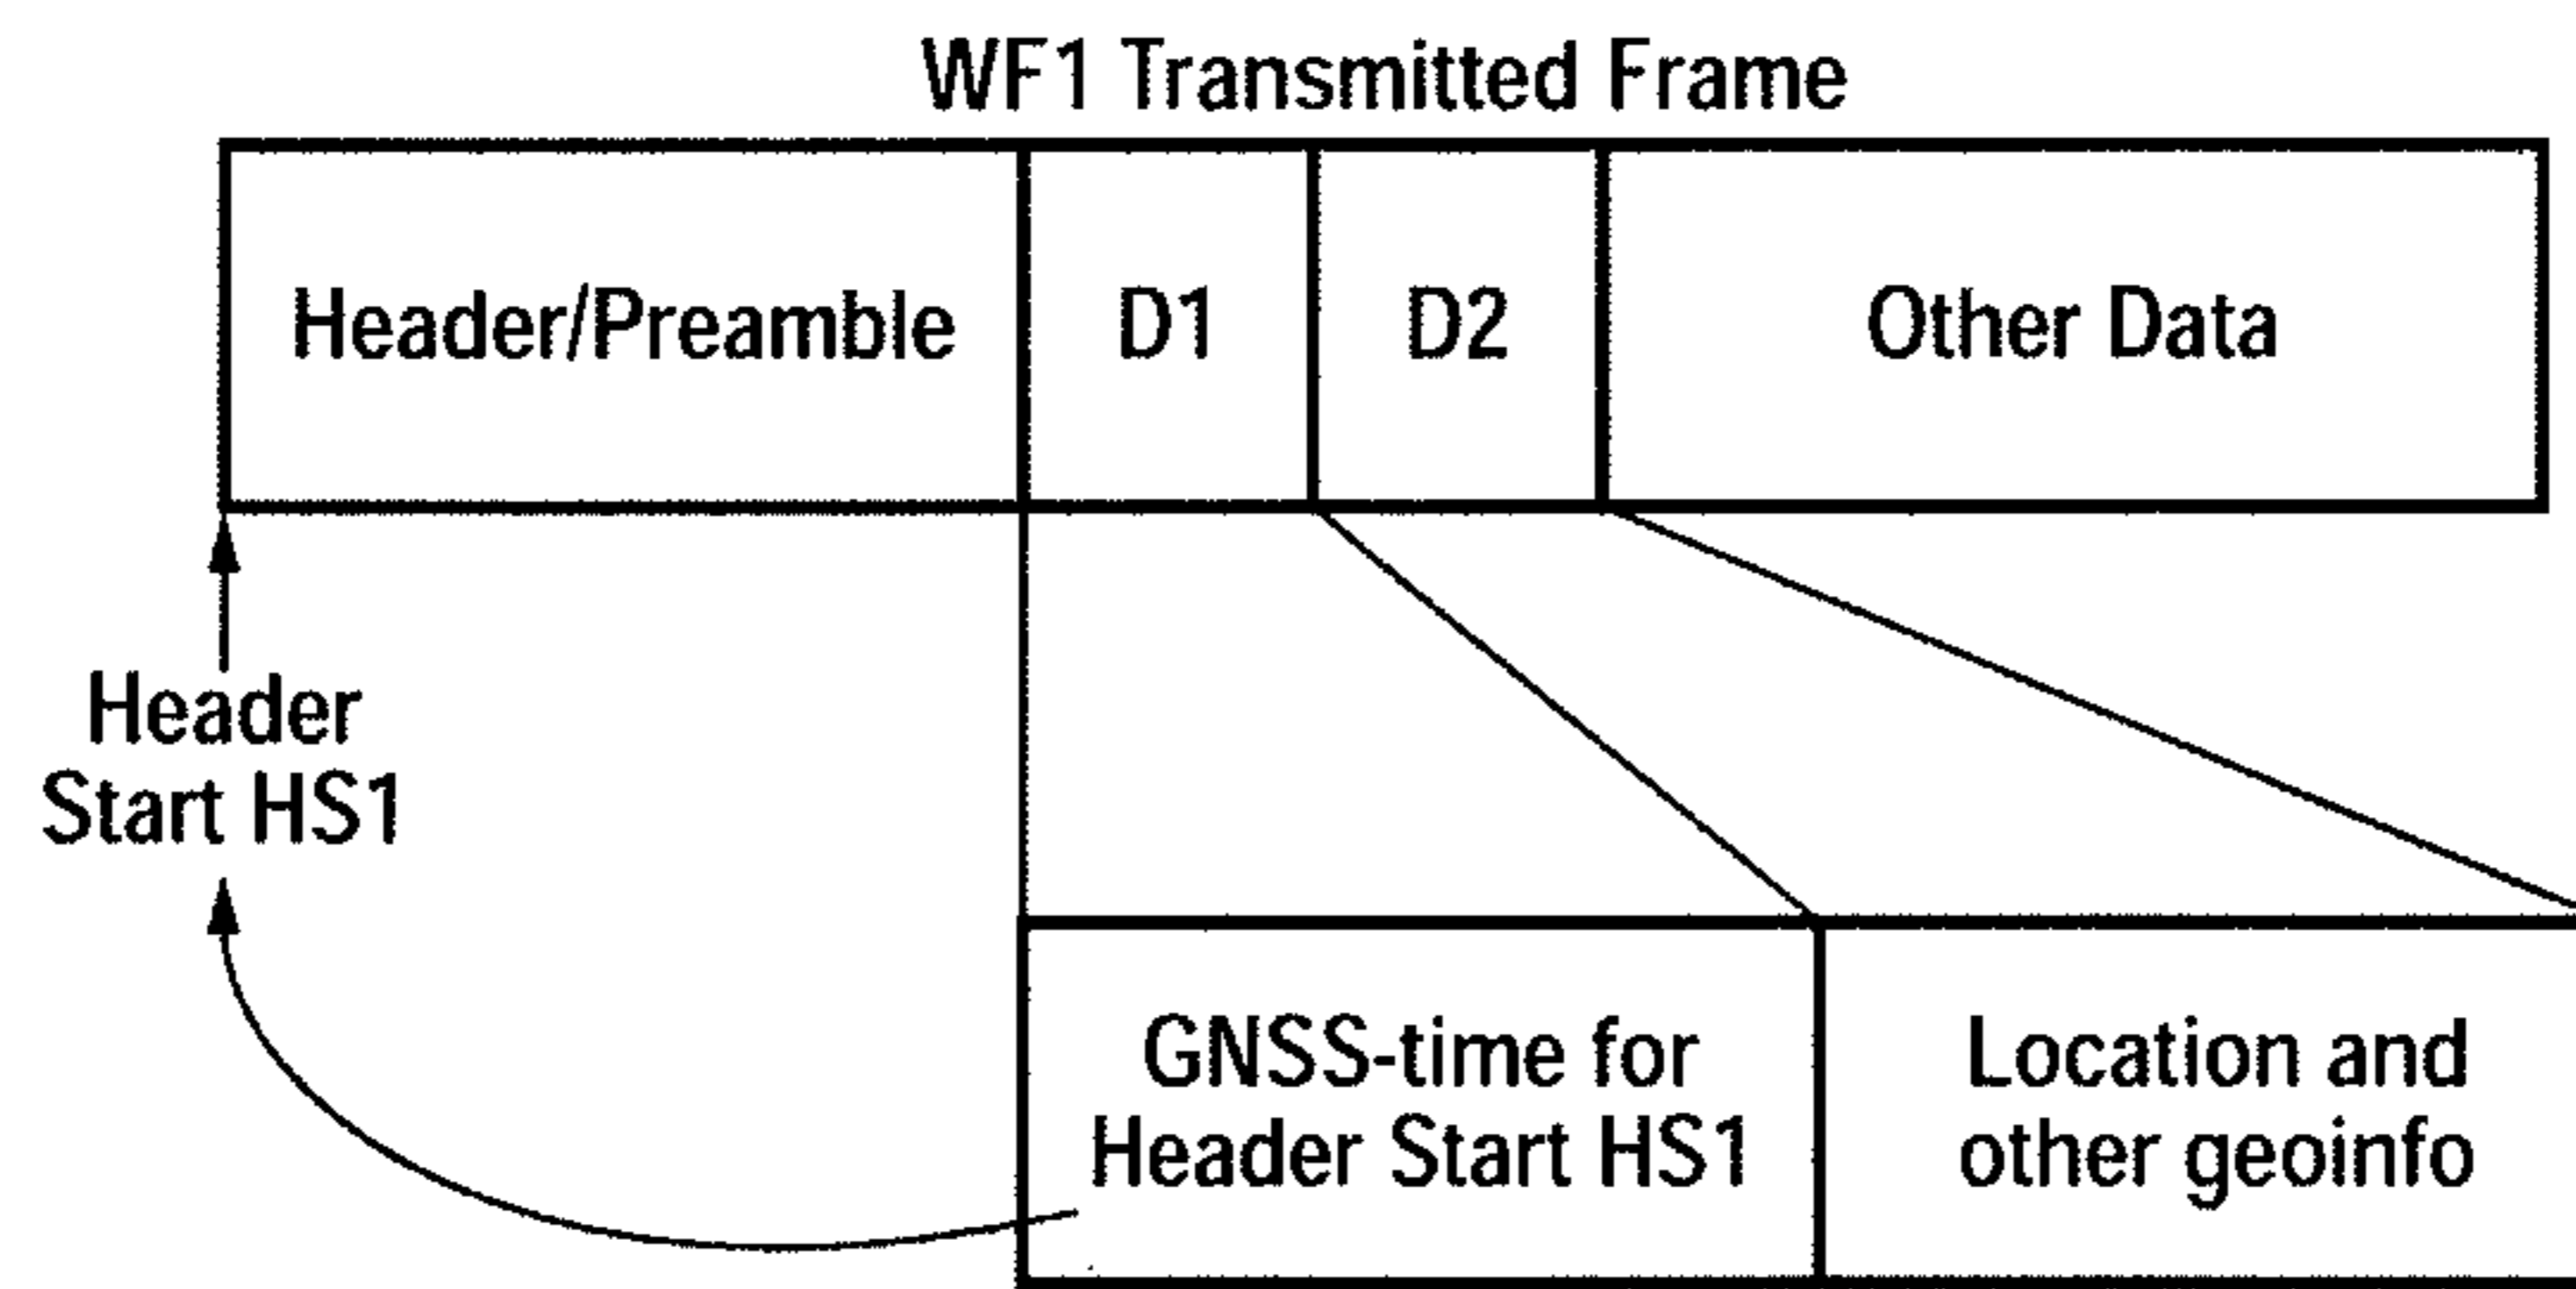 WF1 Transmitted Frame
Header/Preamble
D1
D2
Other Data
Header
Start HS1
GNSS-time for
Header Start HS1
Location and
other geoinfo